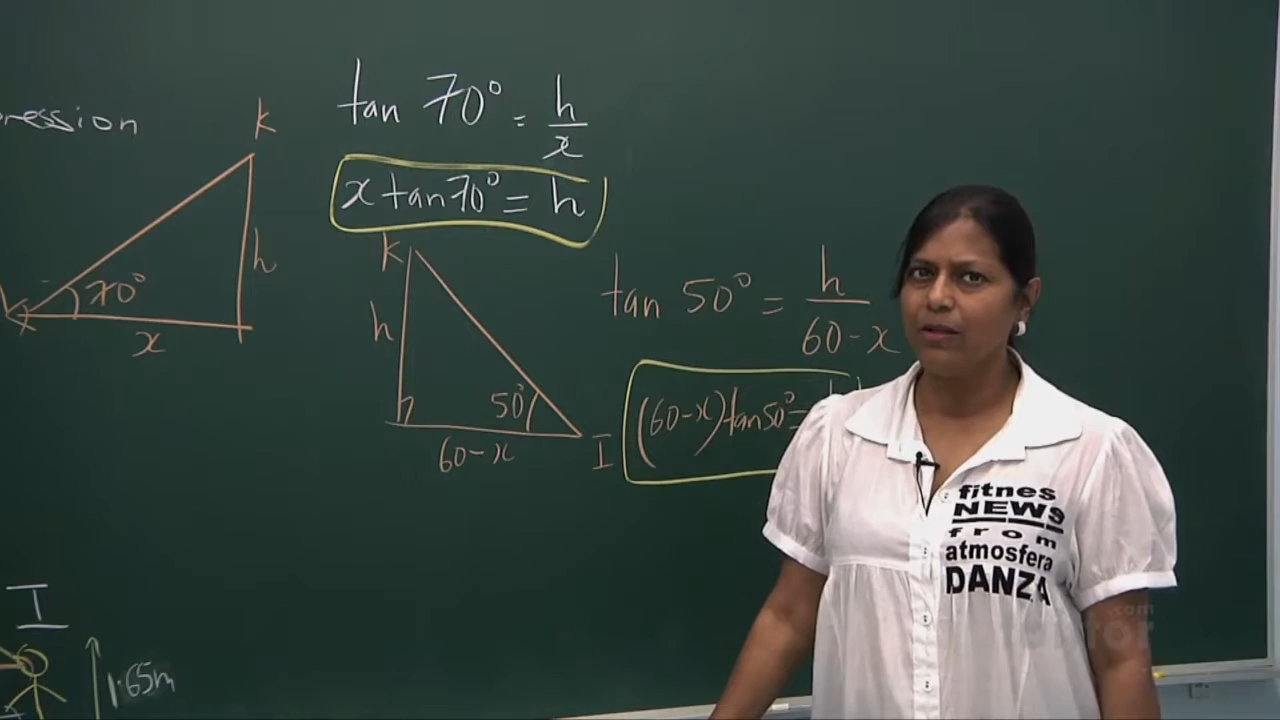 ression
tan 70° = h/x
x tan 70° = h
k
h
70°
x
k
h
50°
60-x
I
tan 50° = h/60-x
(60-x) tan 50° =
I
1.65m
fitnes
NEWS
from
atmosfera
DANZA
.com